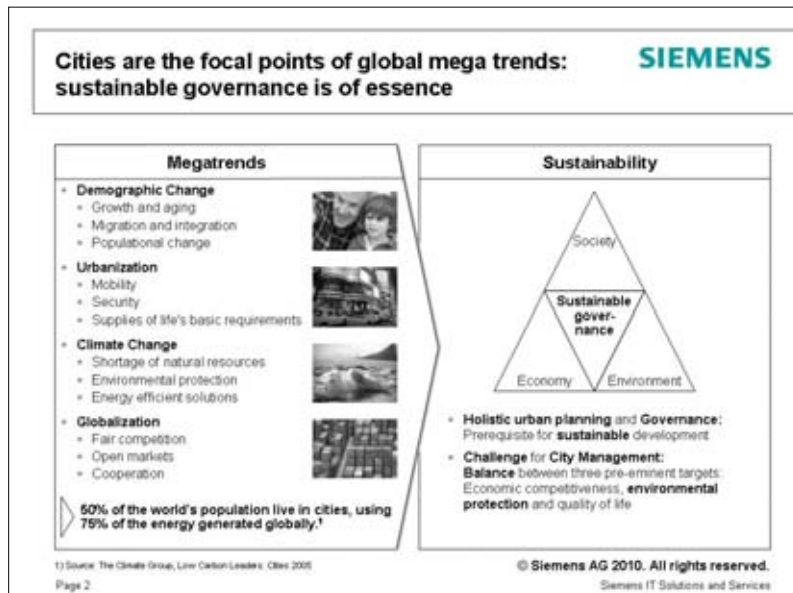 Cities are the focal points of global mega trends:
sustainable governance is of essence
SIEMENS
Megatrends
Demographic Change
Growth and aging
Migration and integration
Populational change
Urbanization
Mobility
Security
Supplies of life's basic requirements
Climate Change
Shortage of natural resources
Environmental protection
Energy efficient solutions
Globalization
Fair competition
Open markets
Cooperation
50% of the world's population live in cities, using
75% of the energy generated globally.¹
Sustainability
Society
Sustainable
gover-
nance
Economy
Environment
Holistic urban planning and Governance:
Prerequisite for sustainable development
Challenge for City Management:
Balance between three pre-eminent targets:
Economic competitiveness, environmental
protection and quality of life
1) Source: The Climate Group, Low Carbon Leaders: Cities 2005
Page 2
© Siemens AG 2010. All rights reserved.
Siemens IT Solutions and Services